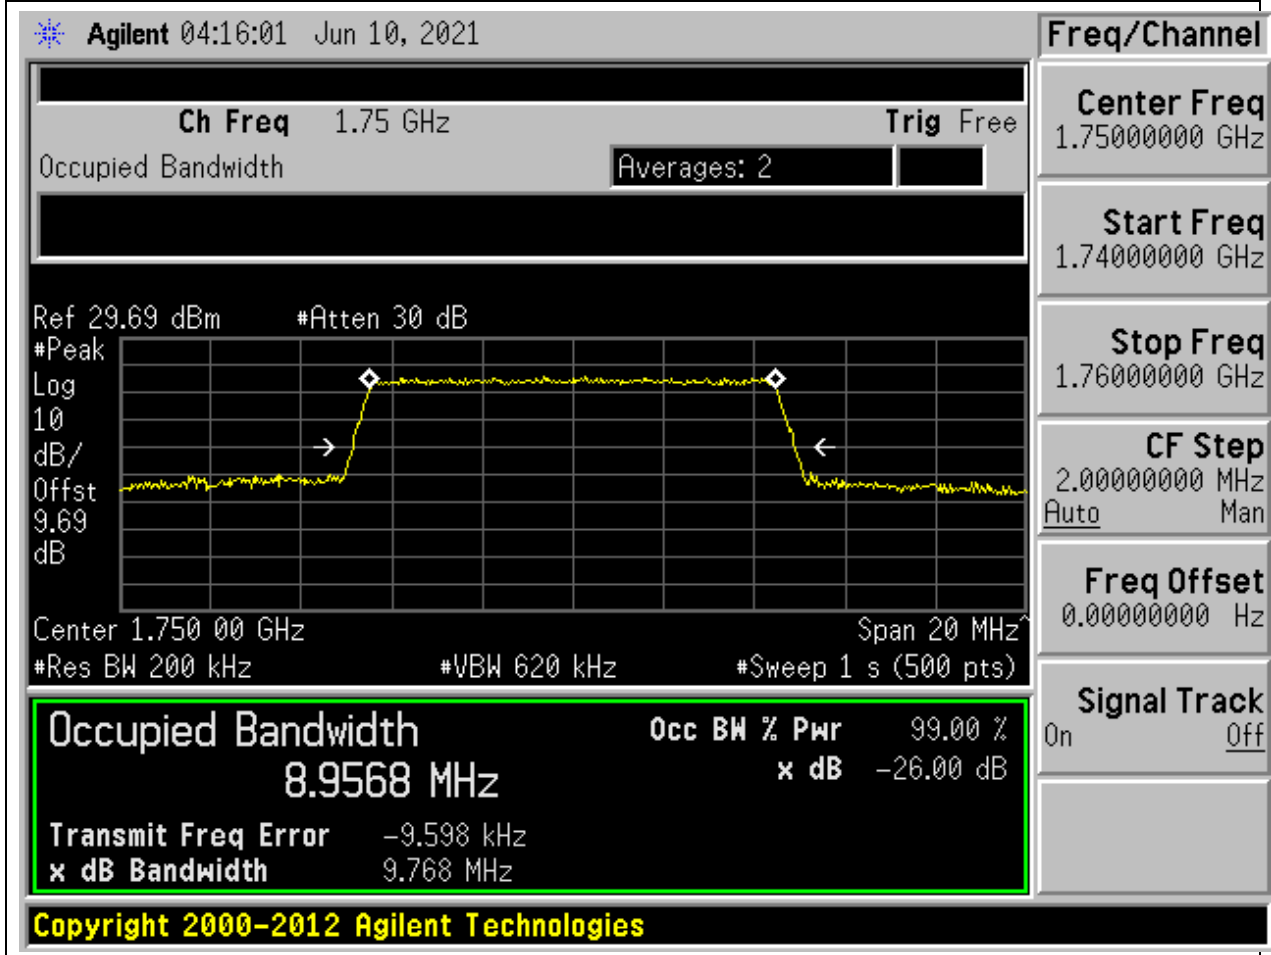 Agilent 04:16:01 Jun 10, 2021
Freq/Channel
Ch Freq 1.75 GHz Trig Free
Occupied Bandwidth Averages: 2
Ref 29.69 dBm #Atten 30 dB
#Peak
Log
10
dB/
Offst
9.69
dB
Center 1.750 00 GHz Span 20 MHz^
#Res BW 200 kHz #VBW 620 kHz #Sweep 1 s (500 pts)
Occupied Bandwidth Occ BW % Pwr 99.00 %
8.9568 MHz x dB -26.00 dB
Transmit Freq Error -9.598 kHz
x dB Bandwidth 9.768 MHz
Center Freq
1.75000000 GHz
Start Freq
1.74000000 GHz
Stop Freq
1.76000000 GHz
CF Step
2.00000000 MHz
Auto Man
Freq Offset
0.00000000 Hz
Signal Track
On Off
Copyright 2000-2012 Agilent Technologies